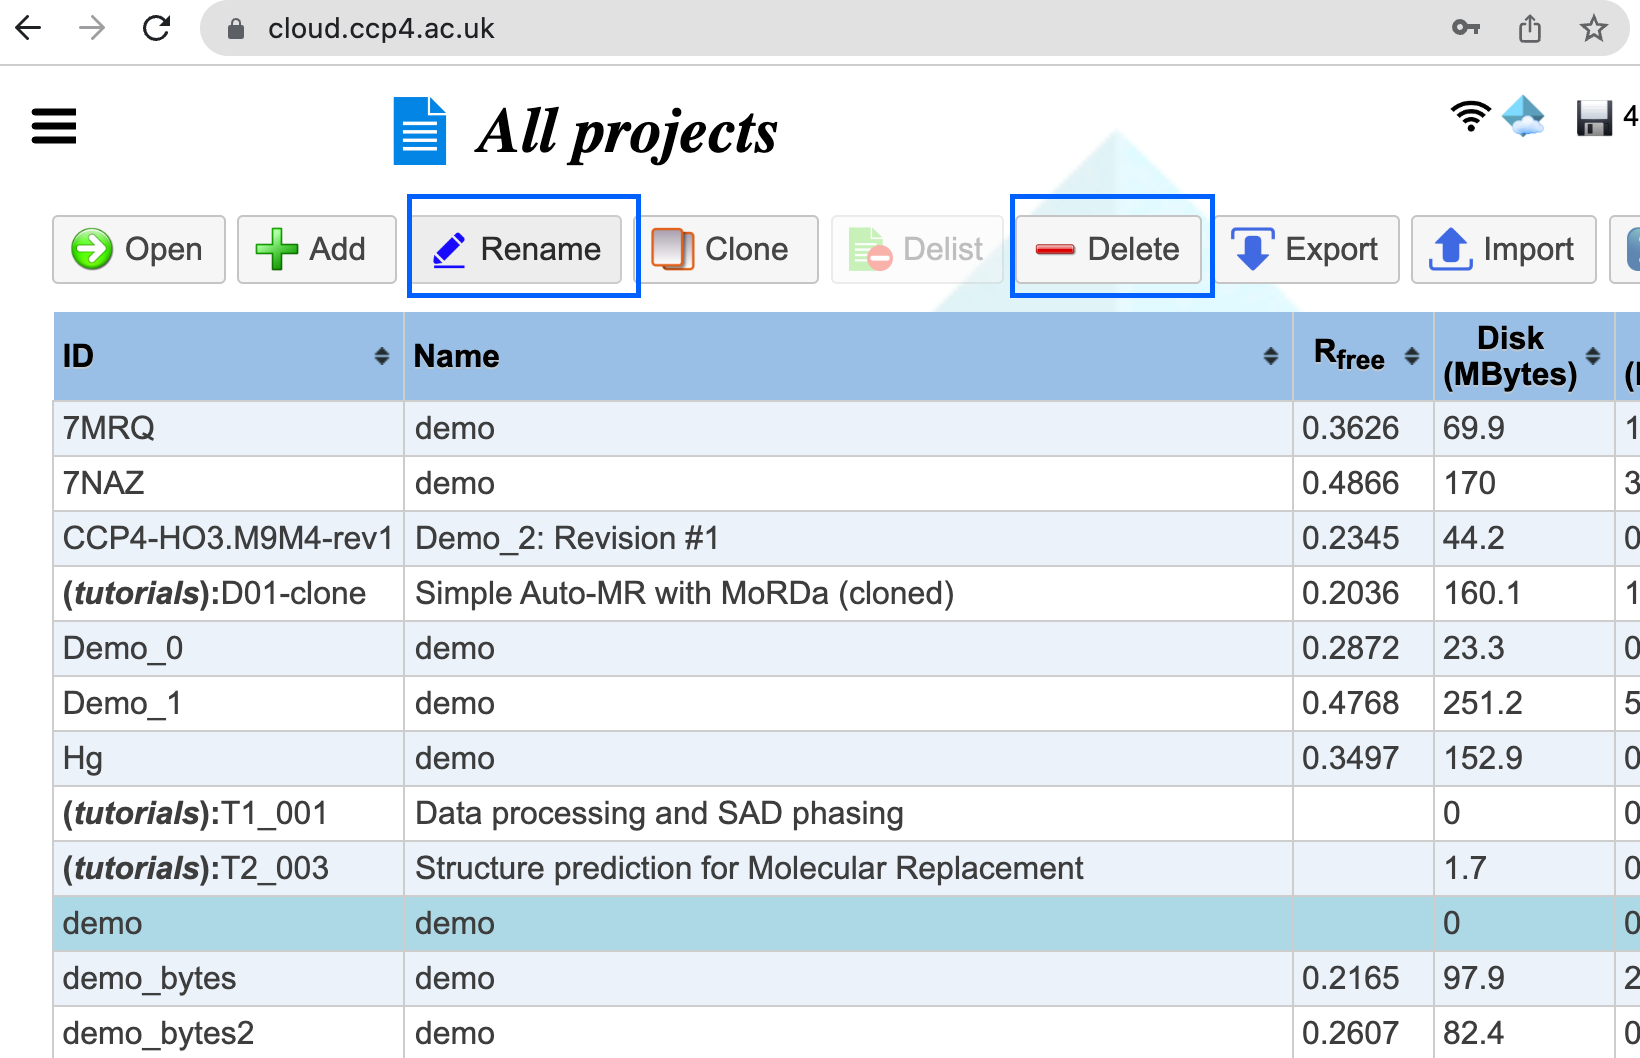 cloud.ccp4.ac.uk
All projects 4
Open Add Rename Clone Delist Delete Export Import
ID Name Rfree Disk (MBytes) (
7MRQ demo 0.3626 69.9 1
7NAZ demo 0.4866 170 3
CCP4-HO3.M9M4-rev1 Demo_2: Revision #1 0.2345 44.2 0
(tutorials):D01-clone Simple Auto-MR with MoRDa (cloned) 0.2036 160.1 1
Demo_0 demo 0.2872 23.3 0
Demo_1 demo 0.4768 251.2 5
Hg demo 0.3497 152.9 0
(tutorials):T1_001 Data processing and SAD phasing 0 0
(tutorials):T2_003 Structure prediction for Molecular Replacement 1.7 0
demo demo 0 0
demo_bytes demo 0.2165 97.9 2
demo_bytes2 demo 0.2607 82.4 0